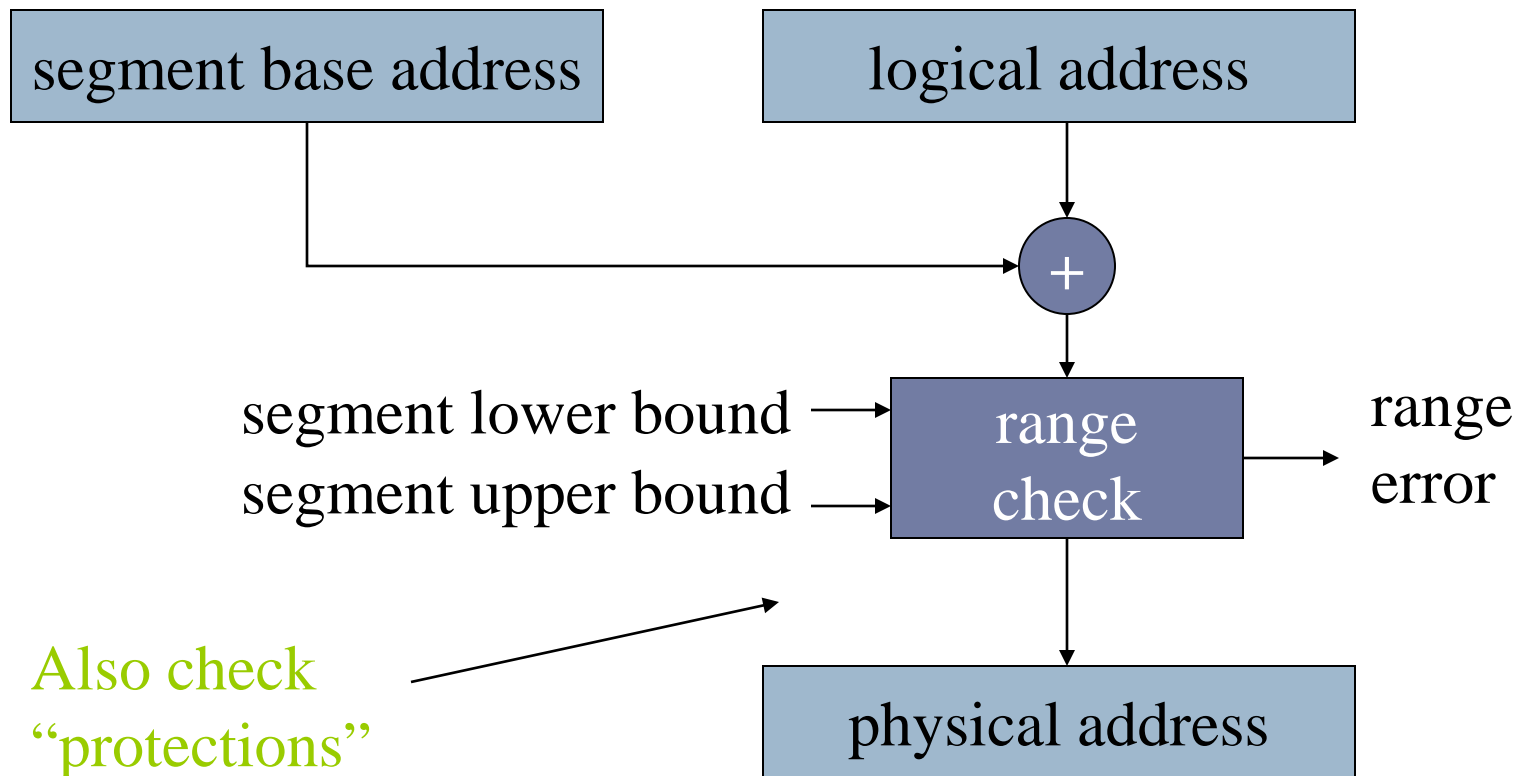 segment base address
logical address
+
segment lower bound
segment upper bound
range
check
range
error
Also check
“protections”
physical address